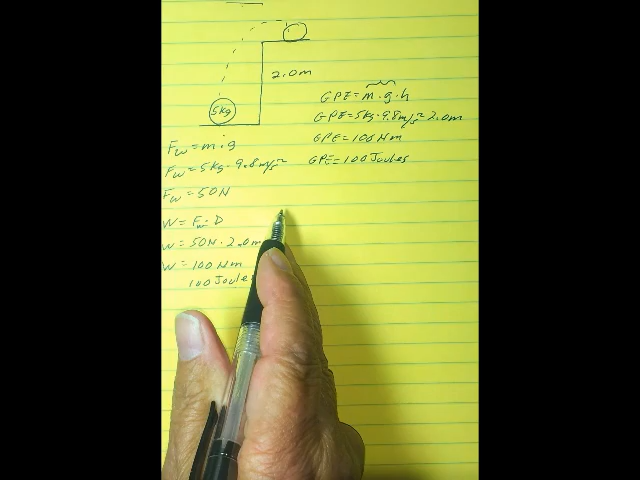 2.0m
5kg
GPE = m · g · h
GPE = 5kg · 9.8m/s² 2.0m
GPE = 100 Nm
GPE = 100 Joules
Fw = m · g
Fw = 5kg · 9.8m/s²
Fw = 50N
W = Fw · D
W = 50N · 2.0m
W = 100 Nm
100 Joule